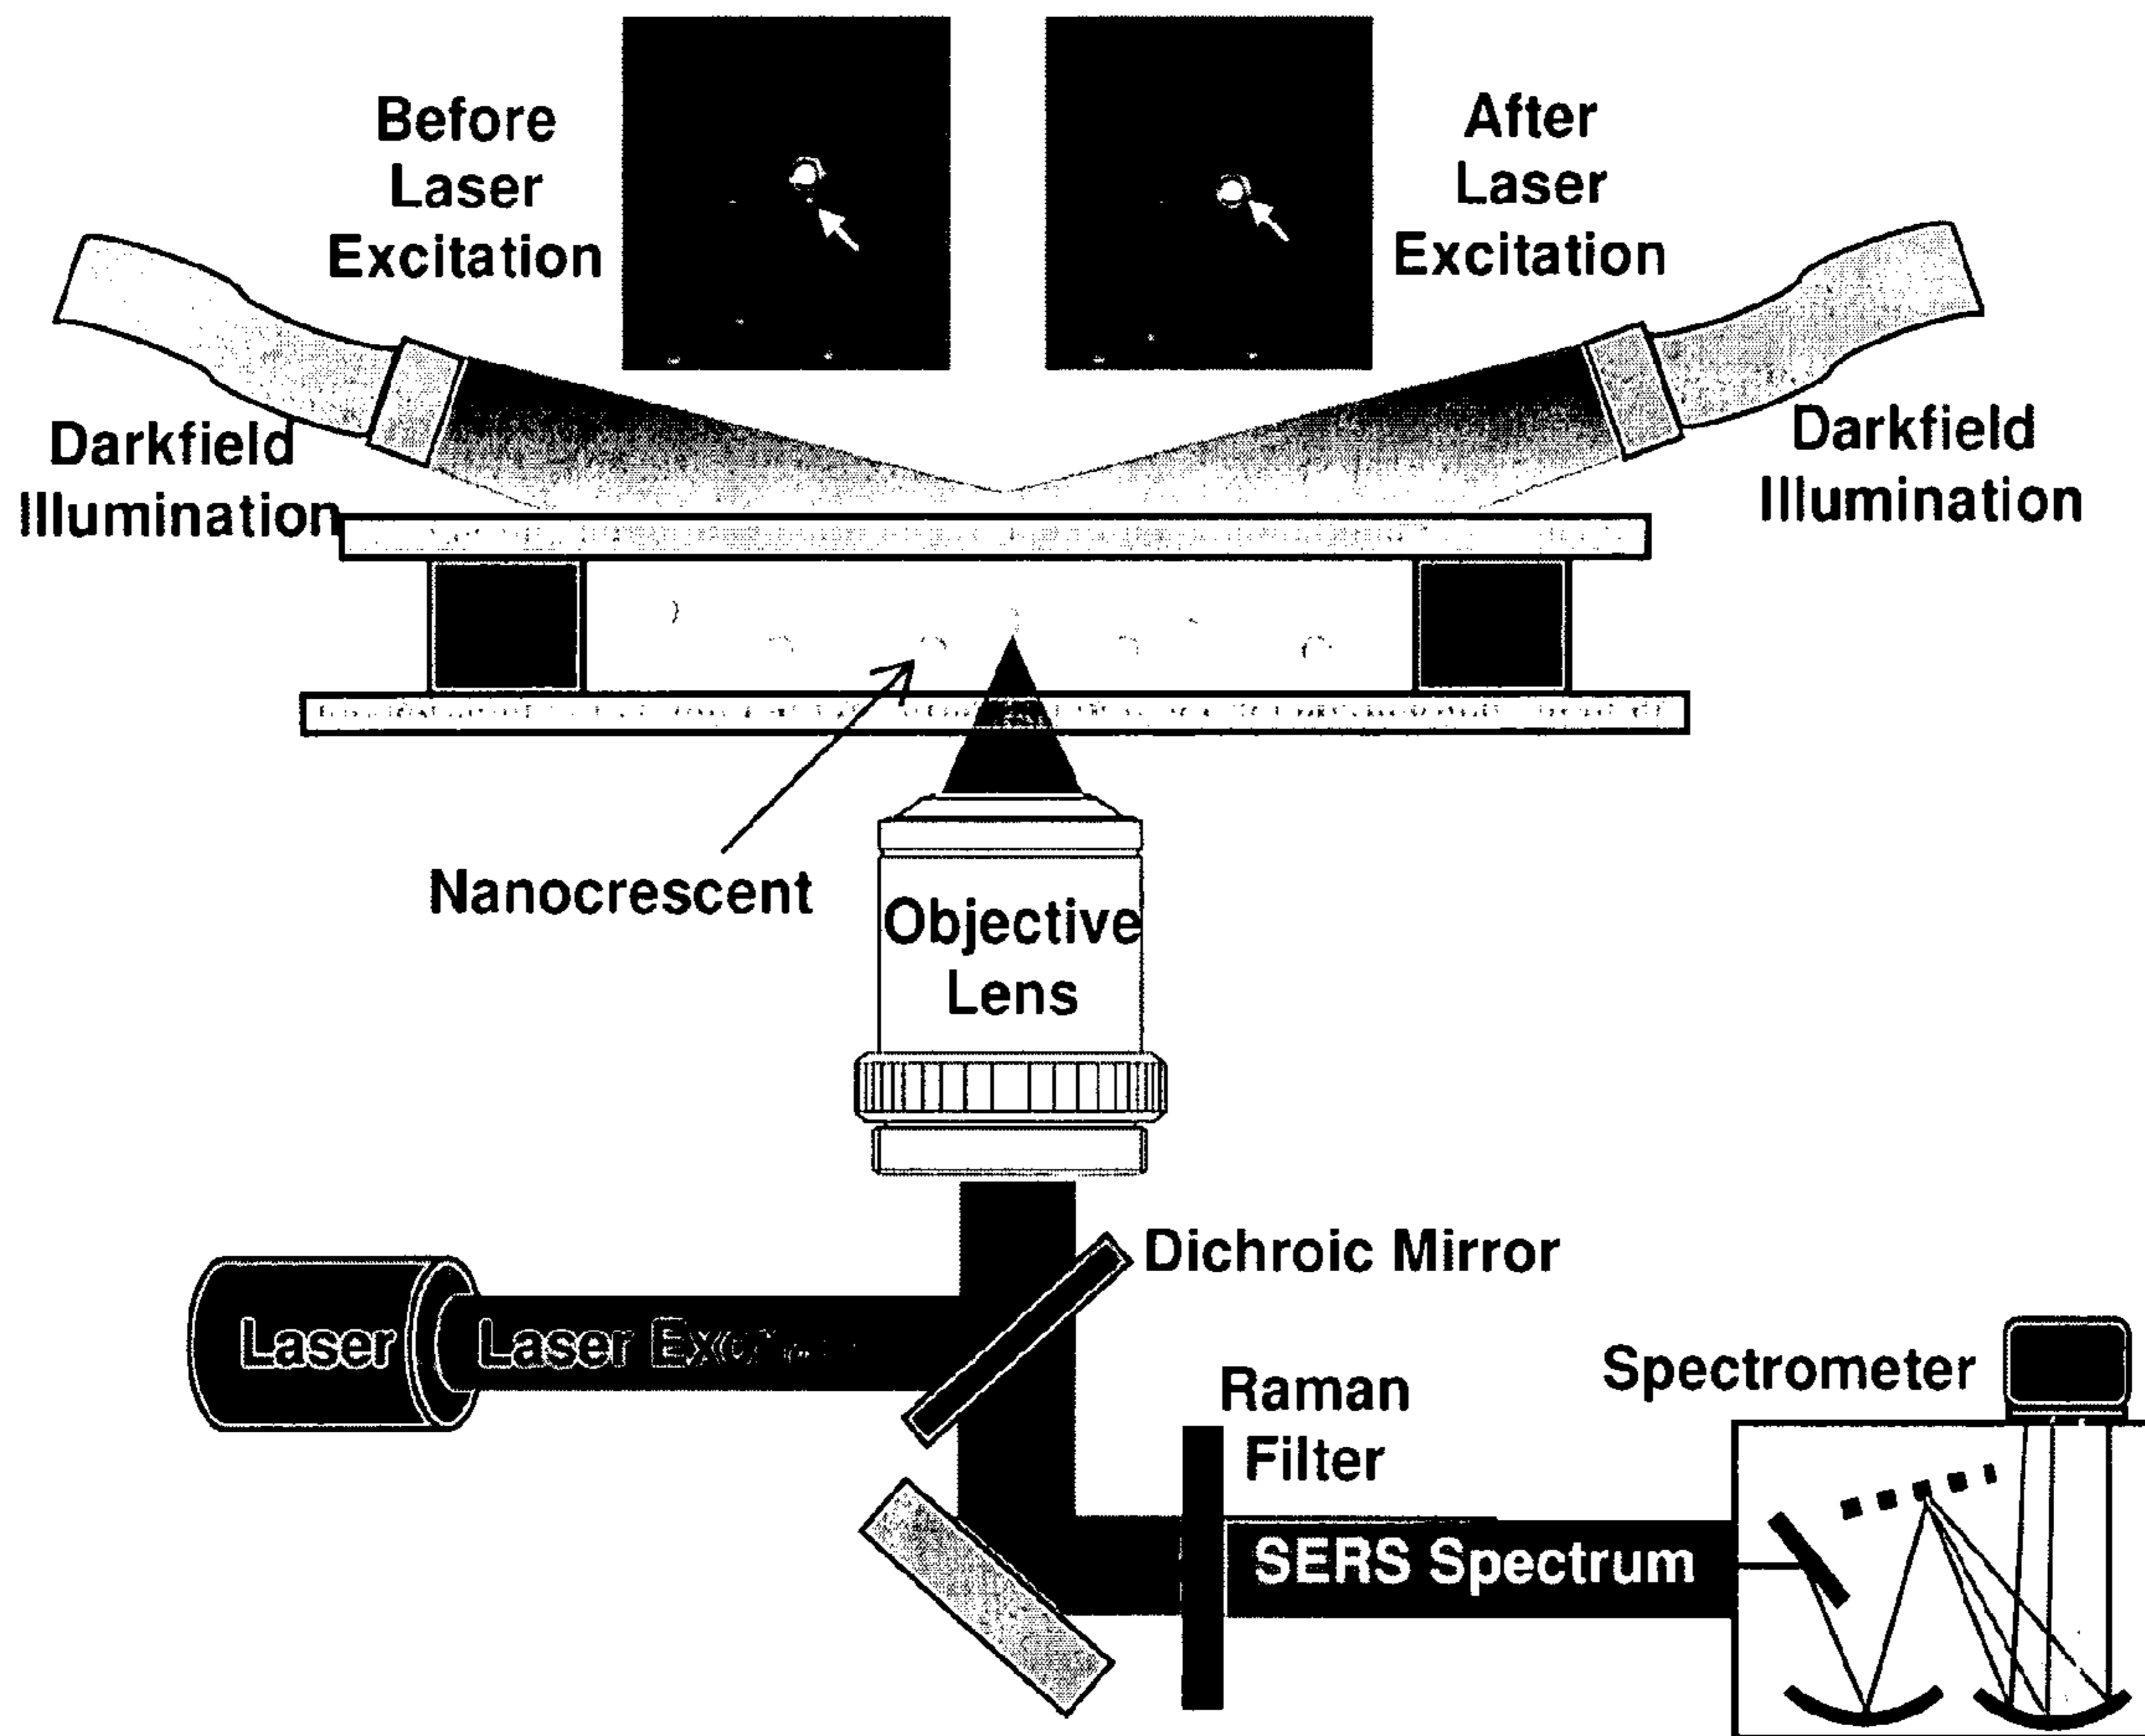 Before
Laser
Excitation
After
Laser
Excitation
Darkfield
Illumination
Darkfield
Illumination
Nanocrescent
Objective
Lens
Dichroic Mirror
Laser
Laser
Raman
Filter
Spectrometer
SERS Spectrum